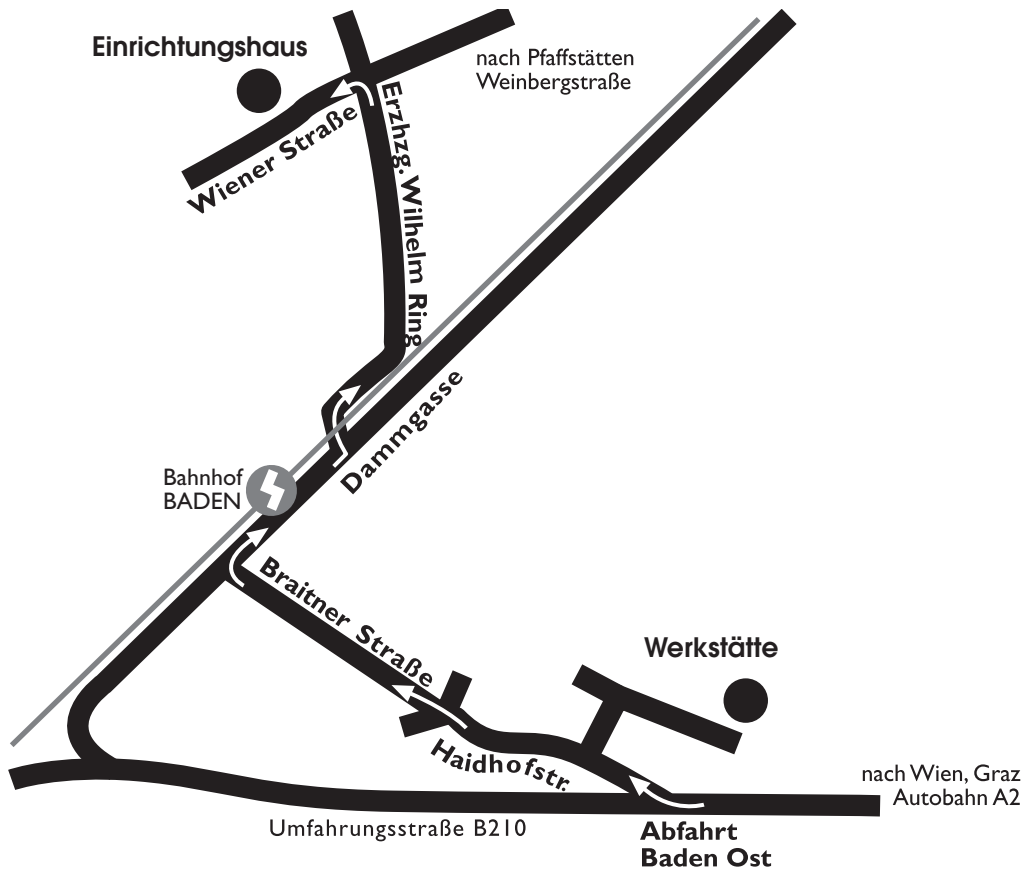 Einrichtungshaus
nach Pfaffstätten
Weinbergstraße
Wiener Straße
Erzhzg. Wilhelm Ring
Dammgasse
Bahnhof
BADEN
Braitner Straße
Werkstätte
Haidhofstr.
nach Wien, Graz
Autobahn A2
Umfahrungsstraße B210
Abfahrt
Baden Ost